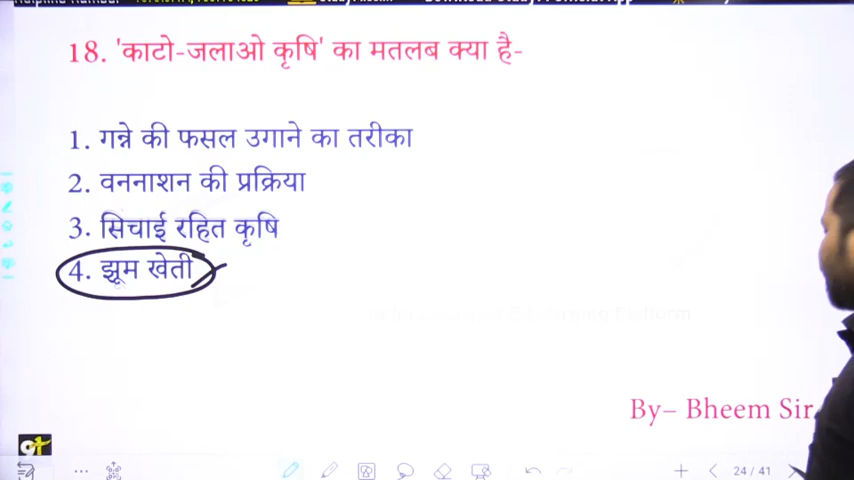 18. 'काटो-जलाओ कृषि' का मतलब क्या है-
1. गन्ने की फसल उगाने का तरीका
2. वननाशन की प्रक्रिया
3. सिचाई रहित कृषि
4. झूम खेती
By– Bheem Sir
24 / 41